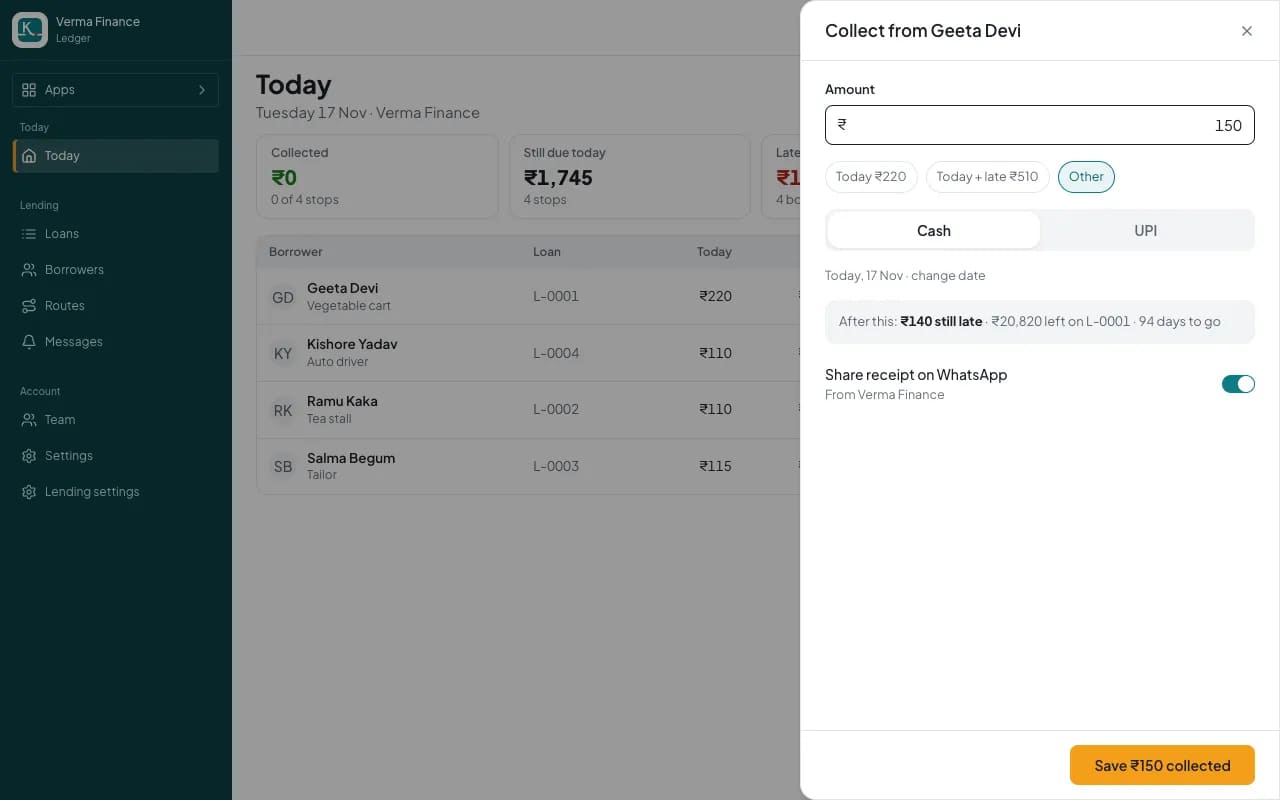 Verma Finance
Ledger
Apps
Today
Today
Lending
Loans
Borrowers
Routes
Messages
Account
Team
Settings
Lending settings
Today
Tuesday 17 Nov · Verma Finance
Collected
₹0
0 of 4 stops
Still due today
₹1,745
4 stops
Late
₹1
Borrower Loan Today
GD Geeta Devi L-0001 ₹220
Vegetable cart
KY Kishore Yadav L-0004 ₹110
Auto driver
RK Ramu Kaka L-0002 ₹110
Tea stall
SB Salma Begum L-0003 ₹115
Tailor
Collect from Geeta Devi
Amount
₹ 150
Today ₹220 Today + late ₹510 Other
Cash UPI
Today, 17 Nov · change date
After this: ₹140 still late · ₹20,820 left on L-0001 · 94 days to go
Share receipt on WhatsApp
From Verma Finance
Save ₹150 collected